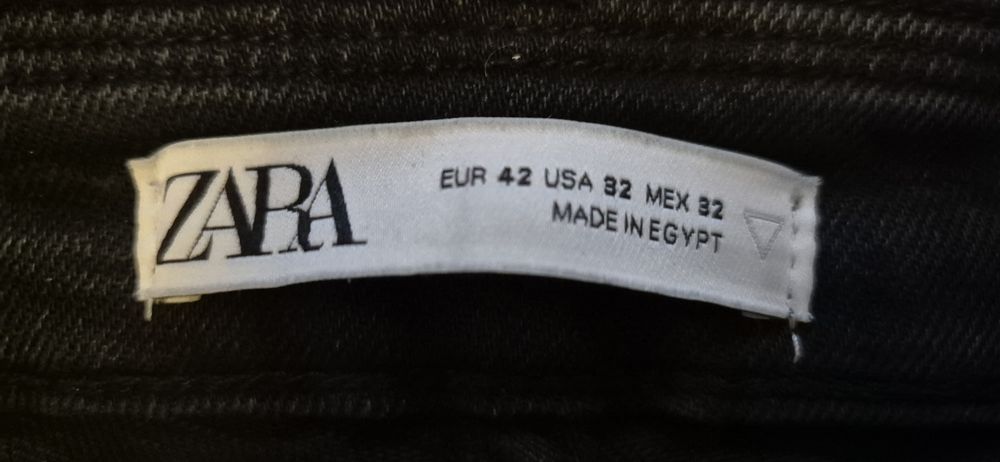 ZARA
EUR 42 USA 32 MEX 32
MADE IN EGYPT